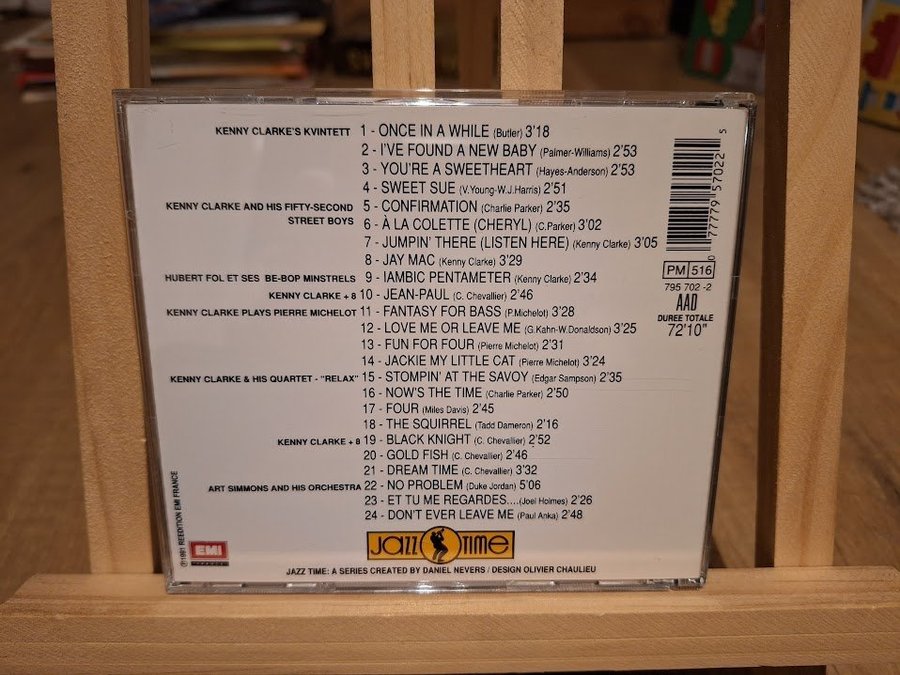 KENNY CLARKE'S KVINTETT 1 - ONCE IN A WHILE (Butler) 3'18
2 - I'VE FOUND A NEW BABY (Palmer-Williams) 2'53
3 - YOU'RE A SWEETHEART (Hayes-Anderson) 2'53
4 - SWEET SUE (V.Young-W.J.Harris) 2'51
KENNY CLARKE AND HIS FIFTY-SECOND STREET BOYS 5 - CONFIRMATION (Charlie Parker) 2'35
6 - À LA COLETTE (CHERYL) (C.Parker) 3'02
7 - JUMPIN' THERE (LISTEN HERE) (Kenny Clarke) 3'05
8 - JAY MAC (Kenny Clarke) 3'29
HUBERT FOL ET SES BE-BOP MINSTRELS 9 - IAMBIC PENTAMETER (Kenny Clarke) 2'34
KENNY CLARKE + 8 10 - JEAN-PAUL (C. Chevallier) 2'46
KENNY CLARKE PLAYS PIERRE MICHELOT 11 - FANTASY FOR BASS (P.Michelot) 3'28
12 - LOVE ME OR LEAVE ME (G.Kahn-W.Donaldson) 3'25
13 - FUN FOR FOUR (Pierre Michelot) 2'31
14 - JACKIE MY LITTLE CAT (Pierre Michelot) 3'24
KENNY CLARKE & HIS QUARTET - "RELAX" 15 - STOMPIN' AT THE SAVOY (Edgar Sampson) 2'35
16 - NOW'S THE TIME (Charlie Parker) 2'50
17 - FOUR (Miles Davis) 2'45
18 - THE SQUIRREL (Tadd Dameron) 2'16
KENNY CLARKE + 8 19 - BLACK KNIGHT (C. Chevallier) 2'52
20 - GOLD FISH (C. Chevallier) 2'46
21 - DREAM TIME (C. Chevallier) 3'32
ART SIMMONS AND HIS ORCHESTRA 22 - NO PROBLEM (Duke Jordan) 5'06
23 - ET TU ME REGARDES....(Joel Holmes) 2'26
24 - DON'T EVER LEAVE ME (Paul Anka) 2'48
0 77779 57022 5
PM 516
795 702 -2
AAD
DUREE TOTALE
72'10"
℗1991 REEDITION EMI FRANCE
EMI
JAZZ TIME
JAZZ TIME: A SERIES CREATED BY DANIEL NEVERS / DESIGN OLIVIER CHAULIEU